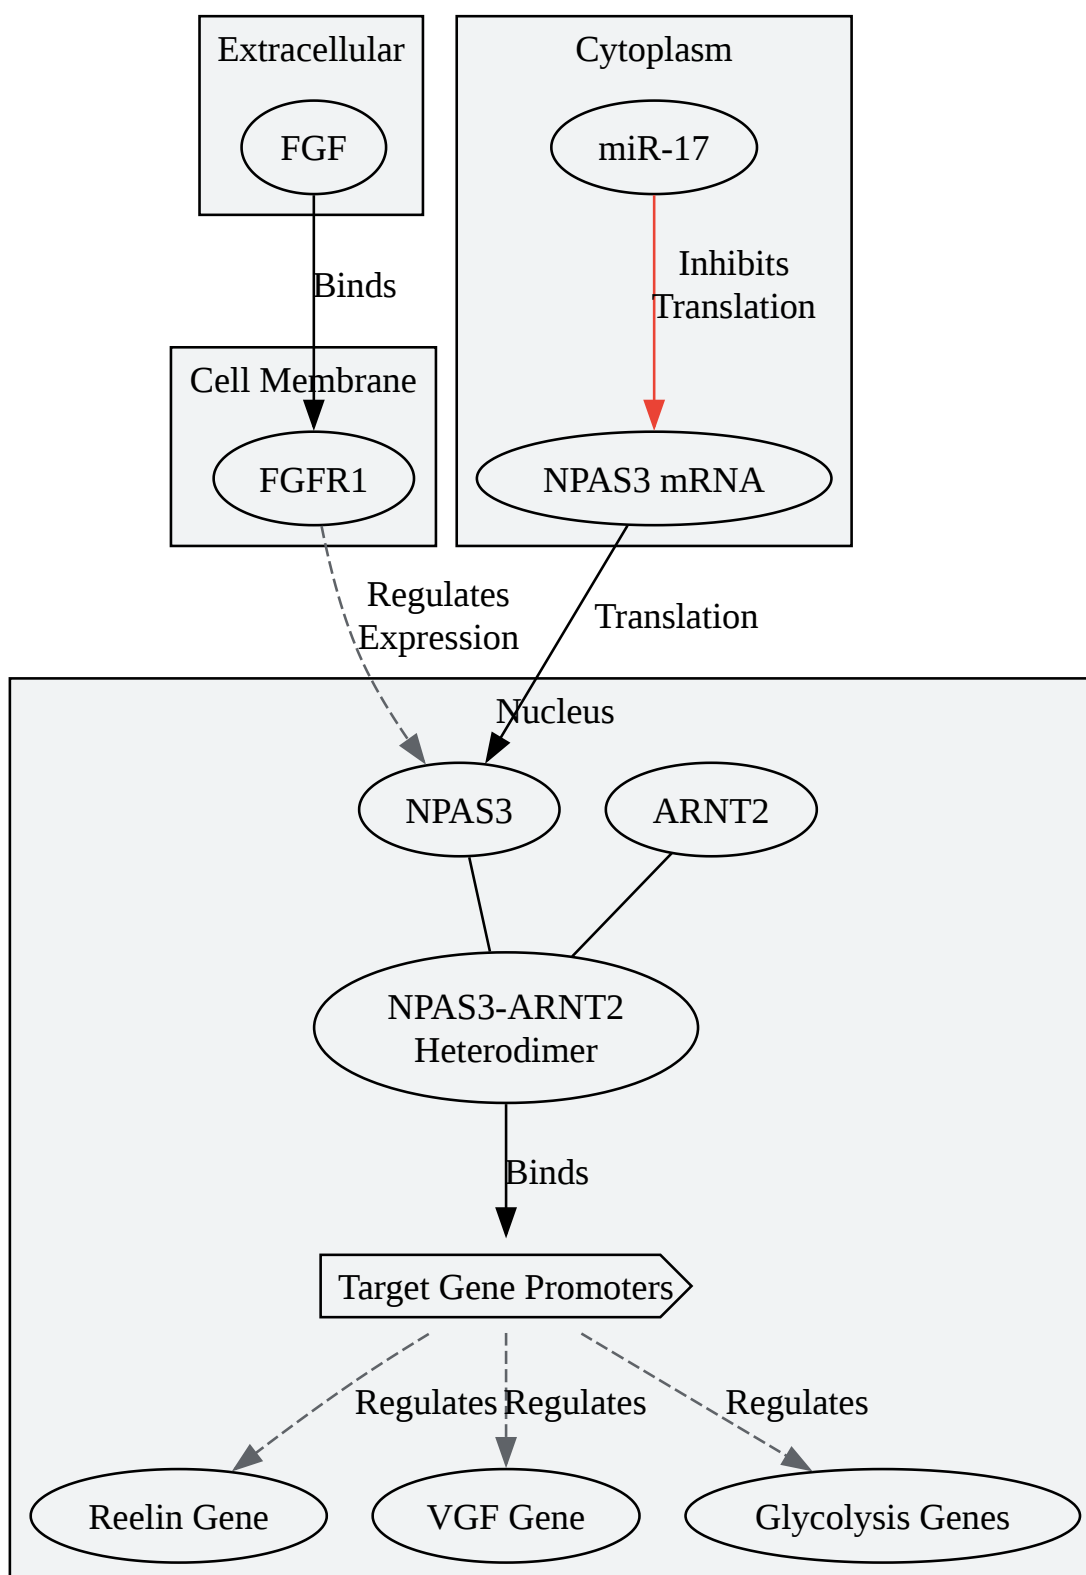 Extracellular
Cytoplasm
FGF
miR-17
Binds
Inhibits
Translation
Cell Membrane
FGFR1
NPAS3 mRNA
Regulates
Expression
Translation
Nucleus
NPAS3
ARNT2
NPAS3-ARNT2
Heterodimer
Binds
Target Gene Promoters
Regulates
Regulates
Regulates
Reelin Gene
VGF Gene
Glycolysis Genes